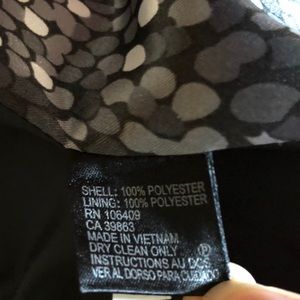 SHELL: 100% POLYESTER
LINING: 100% POLYESTER
RN 106409
CA 39863
MADE IN VIETNAM
DRY CLEAN ONLY P
INSTRUCTIONS AU DOS
VER AL DORSO PARA CUIDADO